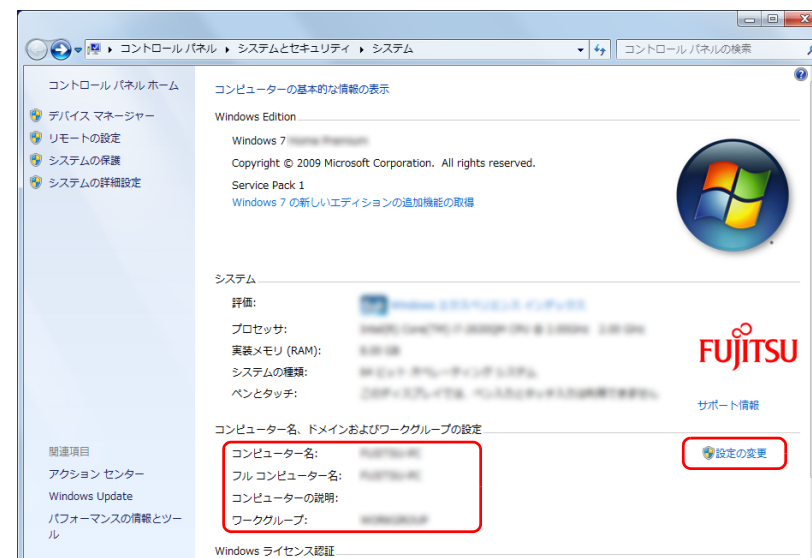 コントロール パネル ▸ システムとセキュリティ ▸ システム
コントロール パネルの検索
コントロール パネル ホーム
デバイス マネージャー
リモートの設定
システムの保護
システムの詳細設定
コンピューターの基本的な情報の表示
Windows Edition
Windows 7
Copyright © 2009 Microsoft Corporation. All rights reserved.
Service Pack 1
Windows 7 の新しいエディションの追加機能の取得
システム
評価:
プロセッサ:
実装メモリ (RAM):
システムの種類:
ペンとタッチ:
FUJITSU
サポート情報
コンピューター名、ドメインおよびワークグループの設定
コンピューター名:
設定の変更
フル コンピューター名:
コンピューターの説明:
ワークグループ:
関連項目
アクション センター
Windows Update
パフォーマンスの情報とツー
ル
Windows ライセンス認証